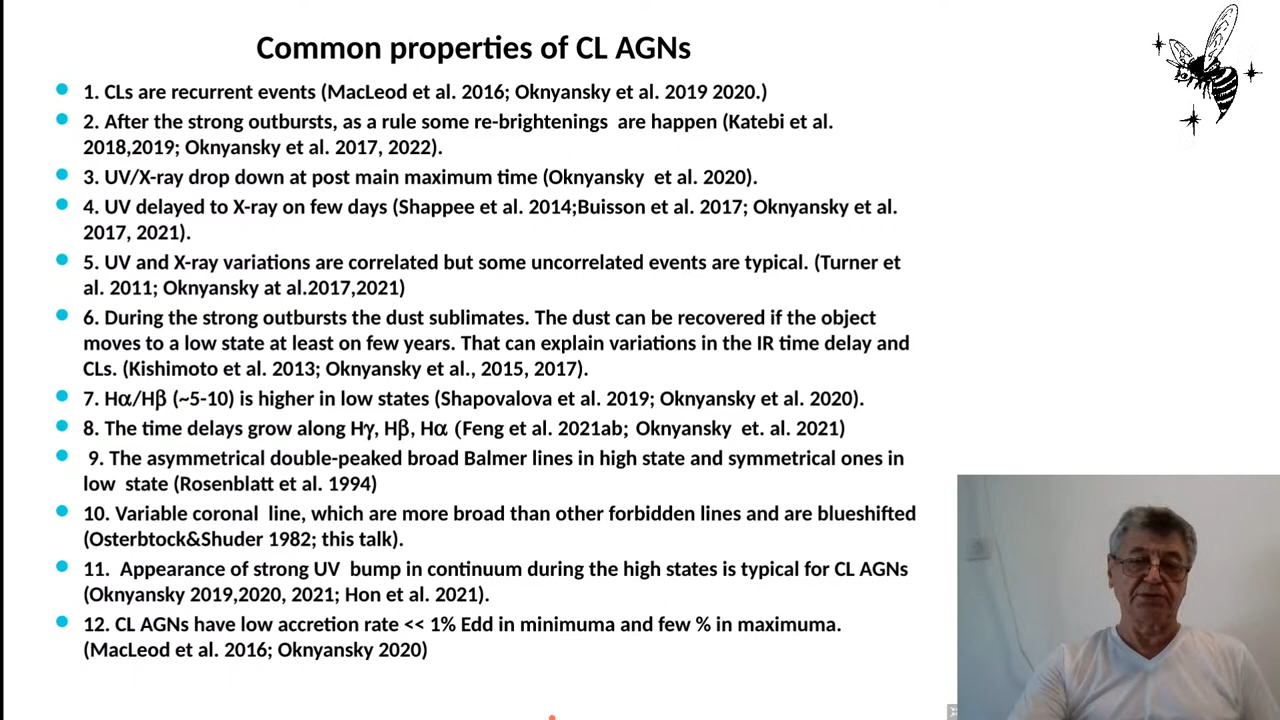 Common properties of CL AGNs
1. CLs are recurrent events (MacLeod et al. 2016; Oknyansky et al. 2019 2020.)
2. After the strong outbursts, as a rule some re-brightenings are happen (Katebi et al.
2018,2019; Oknyansky et al. 2017, 2022).
3. UV/X-ray drop down at post main maximum time (Oknyansky et al. 2020).
4. UV delayed to X-ray on few days (Shappee et al. 2014;Buisson et al. 2017; Oknyansky et al.
2017, 2021).
5. UV and X-ray variations are correlated but some uncorrelated events are typical. (Turner et
al. 2011; Oknyansky at al.2017,2021)
6. During the strong outbursts the dust sublimates. The dust can be recovered if the object
moves to a low state at least on few years. That can explain variations in the IR time delay and
CLs. (Kishimoto et al. 2013; Oknyansky et al., 2015, 2017).
7. Hα/Hβ (~5-10) is higher in low states (Shapovalova et al. 2019; Oknyansky et al. 2020).
8. The time delays grow along Hγ, Hβ, Hα (Feng et al. 2021ab; Oknyansky et. al. 2021)
9. The asymmetrical double-peaked broad Balmer lines in high state and symmetrical ones in
low state (Rosenblatt et al. 1994)
10. Variable coronal line, which are more broad than other forbidden lines and are blueshifted
(Osterbtock&Shuder 1982; this talk).
11. Appearance of strong UV bump in continuum during the high states is typical for CL AGNs
(Oknyansky 2019,2020, 2021; Hon et al. 2021).
12. CL AGNs have low accretion rate << 1% Edd in minimuma and few % in maximuma.
(MacLeod et al. 2016; Oknyansky 2020)